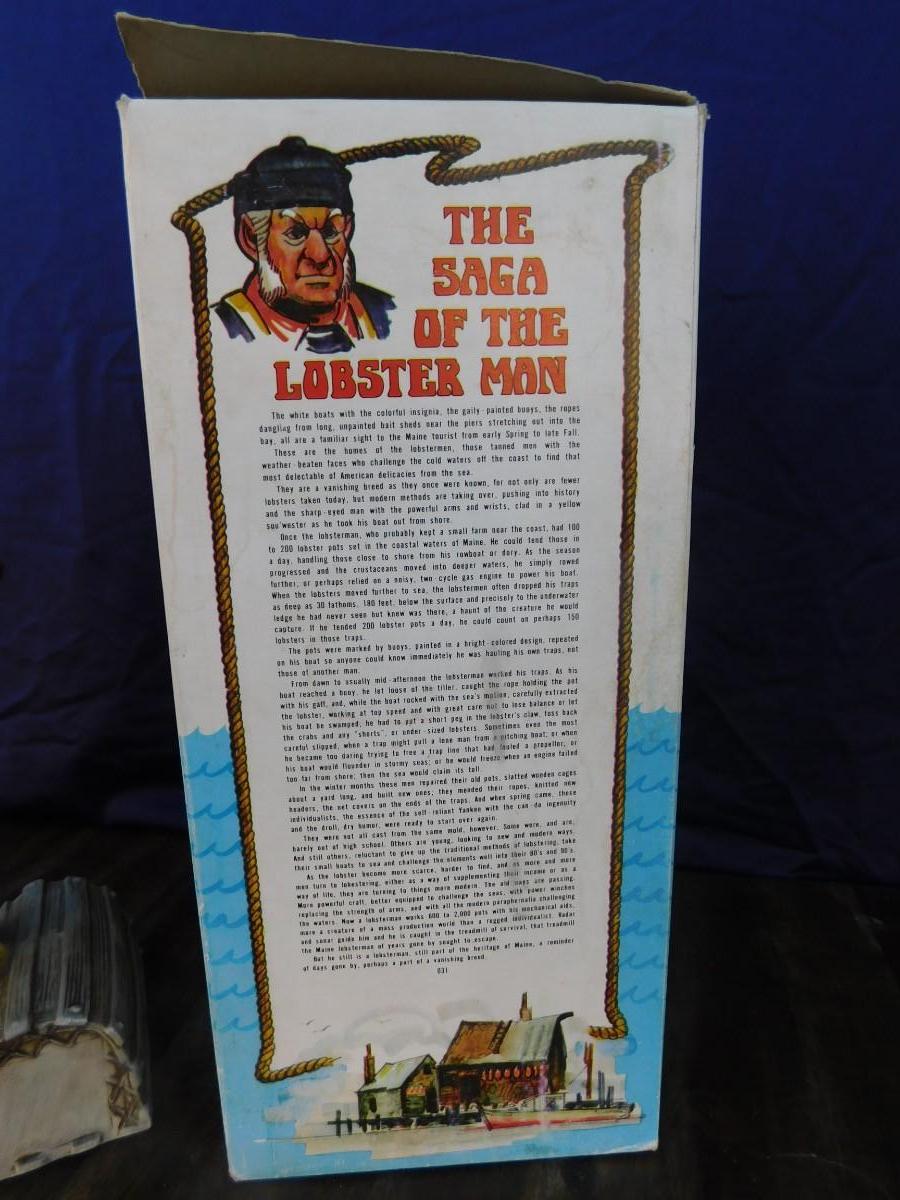 THE
SAGA
OF THE
LOBSTER MAN
The white boats with the colorful insignia, the gaily-painted buoys, the ropes
dangling from long, unpainted bait sheds near the piers stretching out into the
bay, all are a familiar sight to the Maine tourist from early Spring to late Fall.
These are the homes of the lobstermen, those tanned men with the
weather-beaten faces who challenge the cold waters off the coast to find that
most delectable of American delicacies from the sea.
They are a vanishing breed as they once were known, for not only are fewer
lobsters taken today, but modern methods are taking over, pushing into history
and the sharp-eyed man with the powerful arms and wrists, clad in a yellow
sou'wester as he took his boat out from shore.
Once the lobsterman, who probably kept a small farm near the coast, had 100
to 200 lobster pots set in the coastal waters of Maine. He could tend those in
a day, handling those close to shore from his rowboat or dory. As the season
progressed and the crustaceans moved into deeper waters, he simply rowed
further, or perhaps relied on a noisy, two-cycle gas engine to power his boat.
When the lobsters moved further to sea, the lobstermen often dropped his traps
as deep as 30 fathoms, 180 feet, below the surface and precisely to the underwater
ledge he had never seen but knew was there, a haunt of the creature he would
capture. If he tended 200 lobster pots a day, he could count on perhaps 150
lobsters in those traps.
The pots were marked by buoys, painted in a bright-colored design, repeated
on his boat so anyone could know immediately he was hauling his own traps, not
those of another man.
From dawn to usually mid-afternoon the lobsterman worked his traps. As his
boat reached a buoy, he let loose of the tiller, caught the rope holding the pot
with his gaff, and, while the boat rocked with the sea's motion, carefully extracted
the lobster, working at top speed and with great care not to lose balance or let
his boat be swamped; he had to put a short peg in the lobster's claw, toss back
the crabs and any "shorts", or under-sized lobsters. Sometimes even the most
careful slipped, when a trap might pull a lone man from a pitching boat; or when
he became too daring trying to free a trap line that had fouled a propeller; or
his boat would flounder in stormy seas; or he would freeze when an engine failed
too far from shore; then the sea would claim its toll.
In the winter months these men repaired their old pots, slatted wooden cages
about a yard long, and built new ones; they mended their ropes, knitted new
headers, the net covers on the ends of the traps. And when spring came, these
individualists, the essence of the self-reliant Yankee with the can-do ingenuity
and the droll, dry humor, were ready to start over again.
They were not all cast from the same mold, however. Some were, and are,
barely out of high school. Others are young, looking to new and modern ways.
And still others, reluctant to give up the traditional methods of lobstering, take
their small boats to sea and challenge the elements well into their 80's and 90's.
As the lobster become more scarce, harder to find, and as more and more
men turn to lobstering, either as a way of supplementing their income or as a
way of life, they are turning to things more modern. The old ways are passing.
More powerful craft, better equipped to challenge the seas, with power winches
replacing the strength of arms, and with all the modern paraphernalia challenging
the waters. Now a lobsterman works 600 to 2,000 pots with his mechanical aids,
more a creature of a mass production world than a rugged individualist. Radar
and sonar guide him and he is caught in the treadmill of survival, that treadmill
the Maine lobsterman of years gone by sought to escape.
But he still is a lobsterman, still part of the heritage of Maine, a reminder
of days gone by, perhaps a part of a vanishing breed.
031